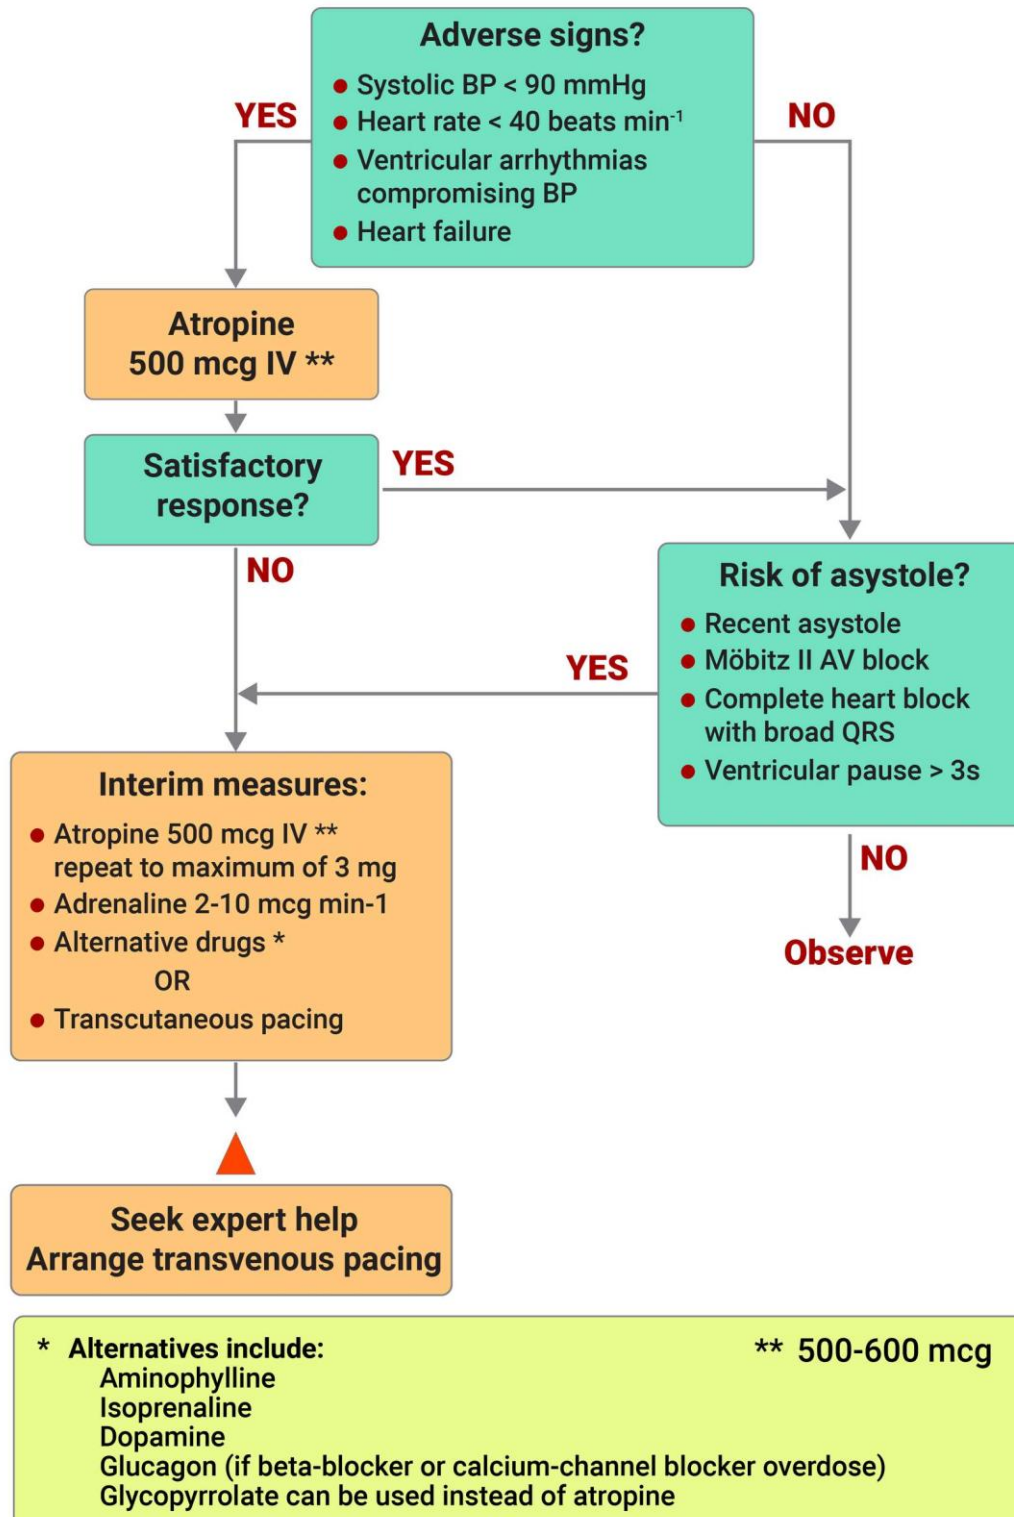 Adverse signs?
● Systolic BP < 90 mmHg
● Heart rate < 40 beats min⁻¹
● Ventricular arrhythmias
compromising BP
● Heart failure
YES
NO
Atropine
500 mcg IV **
Satisfactory
response?
YES
NO
Risk of asystole?
● Recent asystole
● Möbitz II AV block
● Complete heart block
with broad QRS
● Ventricular pause > 3s
YES
NO
Observe
Interim measures:
● Atropine 500 mcg IV **
repeat to maximum of 3 mg
● Adrenaline 2-10 mcg min-1
● Alternative drugs *
OR
● Transcutaneous pacing
Seek expert help
Arrange transvenous pacing
* Alternatives include:
Aminophylline
Isoprenaline
Dopamine
Glucagon (if beta-blocker or calcium-channel blocker overdose)
Glycopyrrolate can be used instead of atropine
** 500-600 mcg